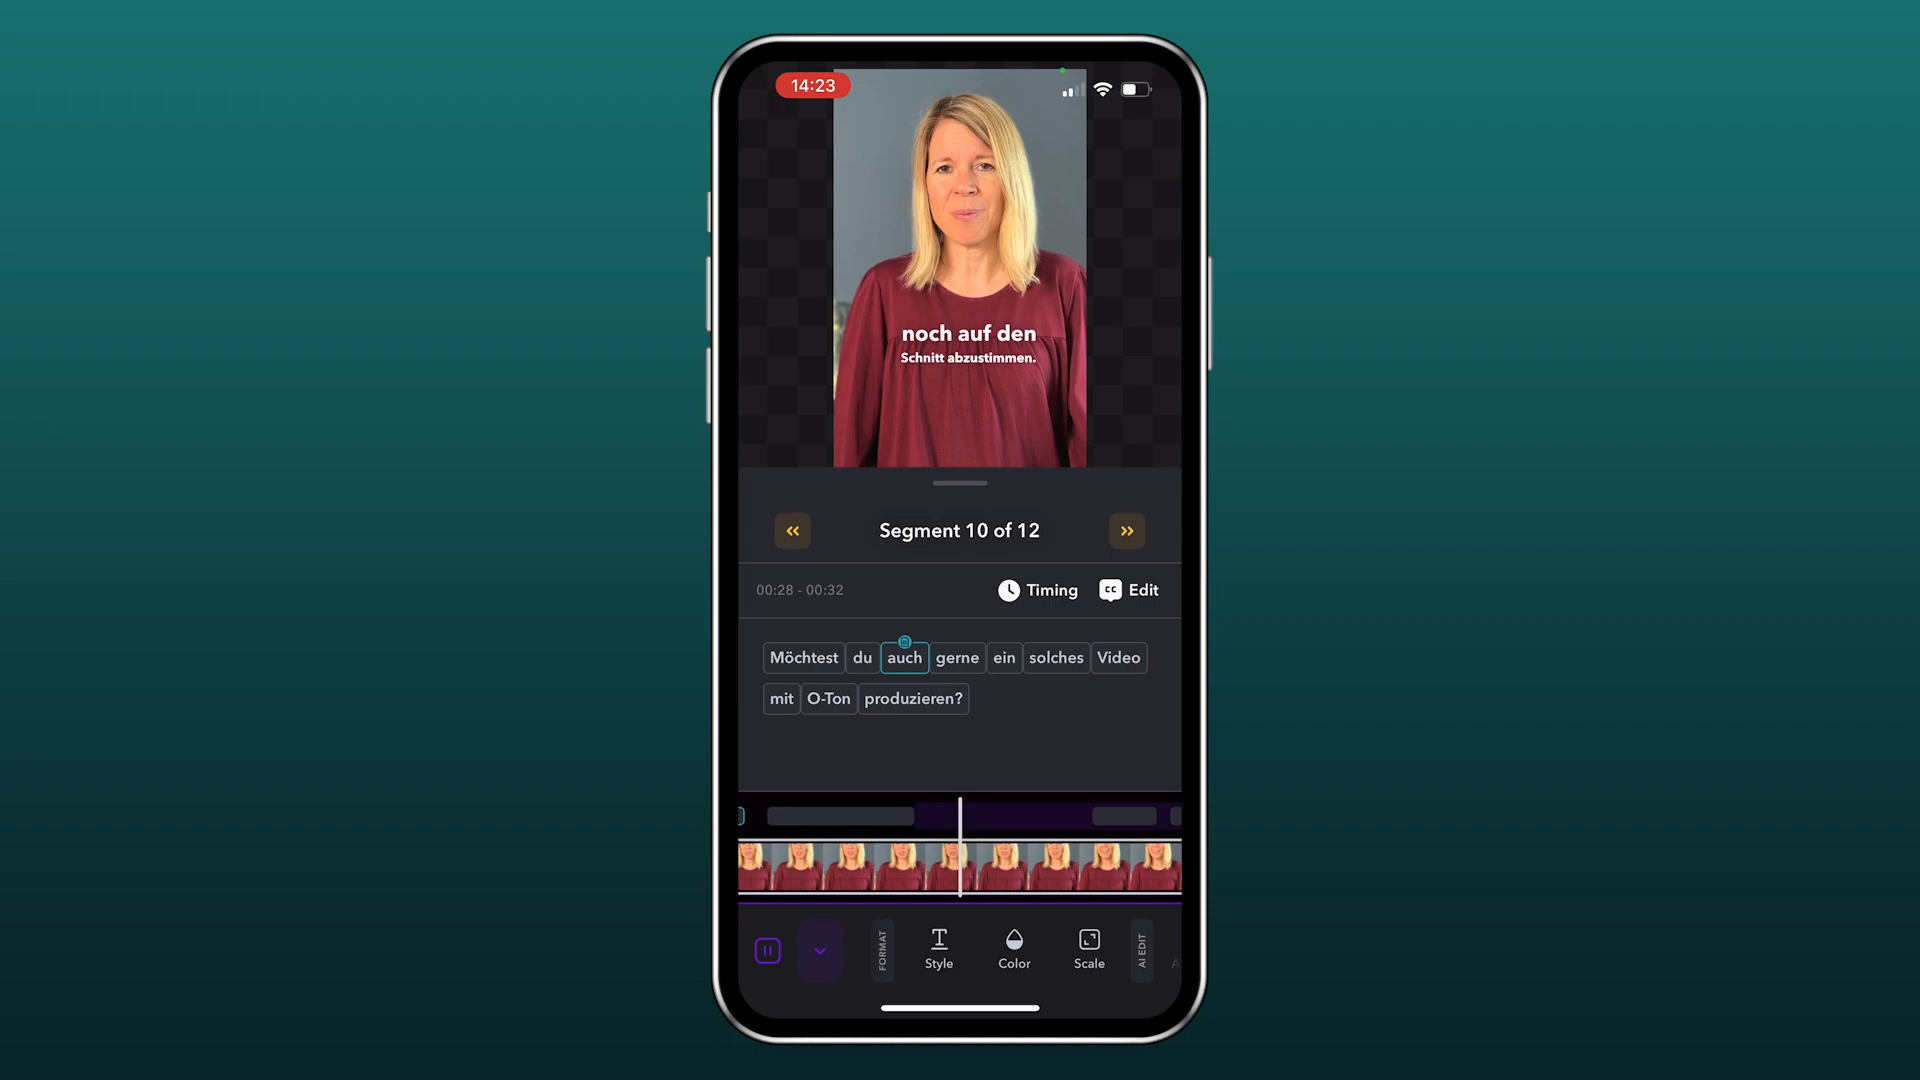 14:23
noch auf den
Schnitt abzustimmen.
Segment 10 of 12
00:28 - 00:32
Timing
CC
Edit
Möchtest du auch gerne ein solches Video
mit O-Ton produzieren?
FORMAT
Style
Color
Scale
AI EDIT